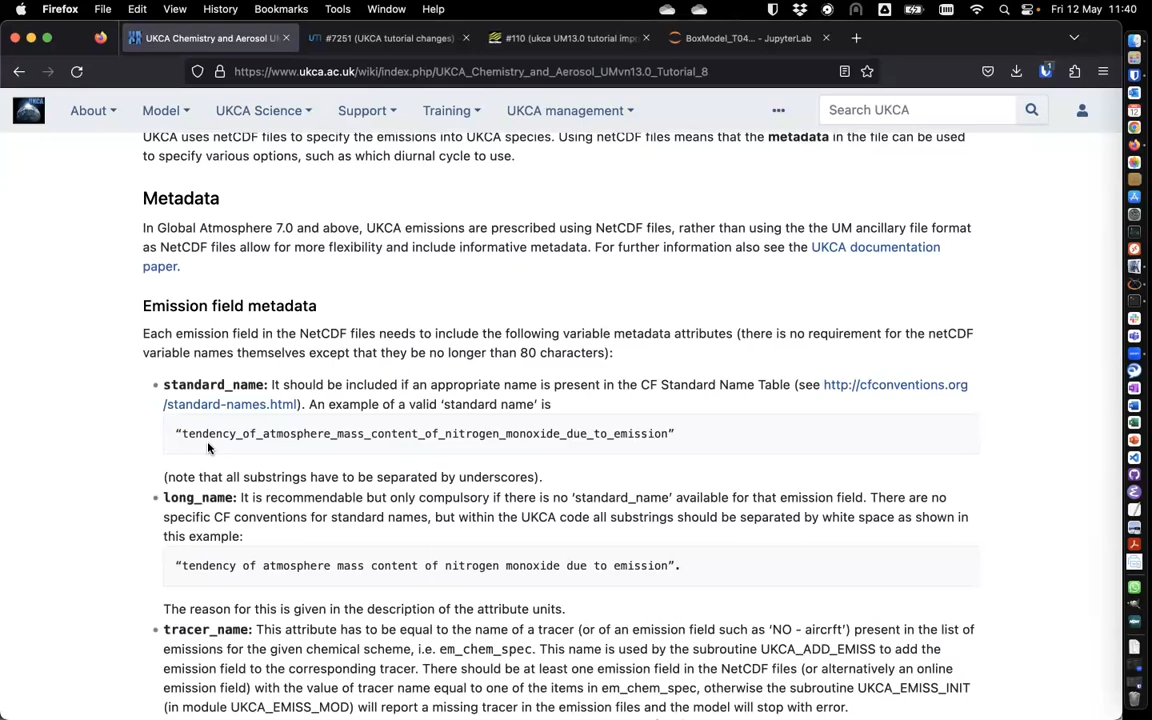 Firefox File Edit View History Bookmarks Tools Window Help Fri 12 May 11:40
UKCA Chemistry and Aerosol U #7251 (UKCA tutorial changes) #110 (ukca UM13.0 tutorial imp BoxModel_T04... - JupyterLab
https://www.ukca.ac.uk/wiki/index.php/UKCA_Chemistry_and_Aerosol_UMvn13.0_Tutorial_8
About Model UKCA Science Support Training UKCA management ••• Search UKCA
UKCA uses netCDF files to specify the emissions into UKCA species. Using netCDF files means that the metadata in the file can be used
to specify various options, such as which diurnal cycle to use.
Metadata
In Global Atmosphere 7.0 and above, UKCA emissions are prescribed using NetCDF files, rather than using the the UM ancillary file format
as NetCDF files allow for more flexibility and include informative metadata. For further information also see the UKCA documentation
paper.
Emission field metadata
Each emission field in the NetCDF files needs to include the following variable metadata attributes (there is no requirement for the netCDF
variable names themselves except that they be no longer than 80 characters):
• standard_name: It should be included if an appropriate name is present in the CF Standard Name Table (see http://cfconventions.org
/standard-names.html). An example of a valid ‘standard name’ is
“tendency_of_atmosphere_mass_content_of_nitrogen_monoxide_due_to_emission”
(note that all substrings have to be separated by underscores).
• long_name: It is recommendable but only compulsory if there is no ‘standard_name’ available for that emission field. There are no
specific CF conventions for standard names, but within the UKCA code all substrings should be separated by white space as shown in
this example:
“tendency of atmosphere mass content of nitrogen monoxide due to emission”.
The reason for this is given in the description of the attribute units.
• tracer_name: This attribute has to be equal to the name of a tracer (or of an emission field such as ‘NO - aircrft’) present in the list of
emissions for the given chemical scheme, i.e. em_chem_spec. This name is used by the subroutine UKCA_ADD_EMISS to add the
emission field to the corresponding tracer. There should be at least one emission field in the NetCDF files (or alternatively an online
emission field) with the value of tracer name equal to one of the items in em_chem_spec, otherwise the subroutine UKCA_EMISS_INIT
(in module UKCA_EMISS_MOD) will report a missing tracer in the emission files and the model will stop with error.